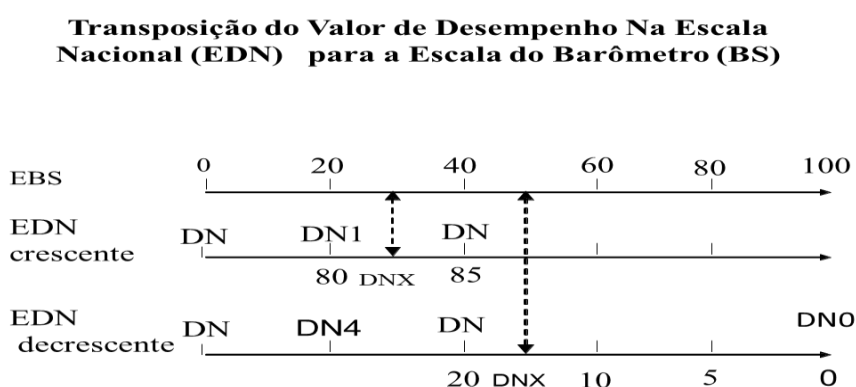 Transposição do Valor de Desempenho Na Escala
Nacional (EDN) para a Escala do Barômetro (BS)
0 20 40 60 80 100
EBS
EDN
crescente
DN DN1 DN
80 DNX 85
EDN
decrescente
DN DN4 DN DN0
20 DNX 10 5 0